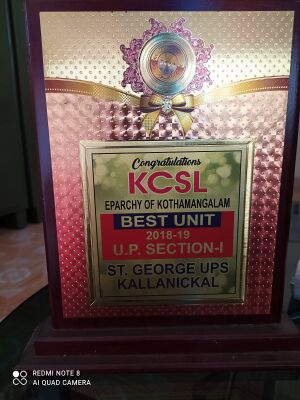 Congratulations
KCSL
EPARCHY OF KOTHAMANGALAM
BEST UNIT
2018-19
U.P. SECTION-I
ST. GEORGE UPS
KALLANICKAL
REDMI NOTE 8
AI QUAD CAMERA